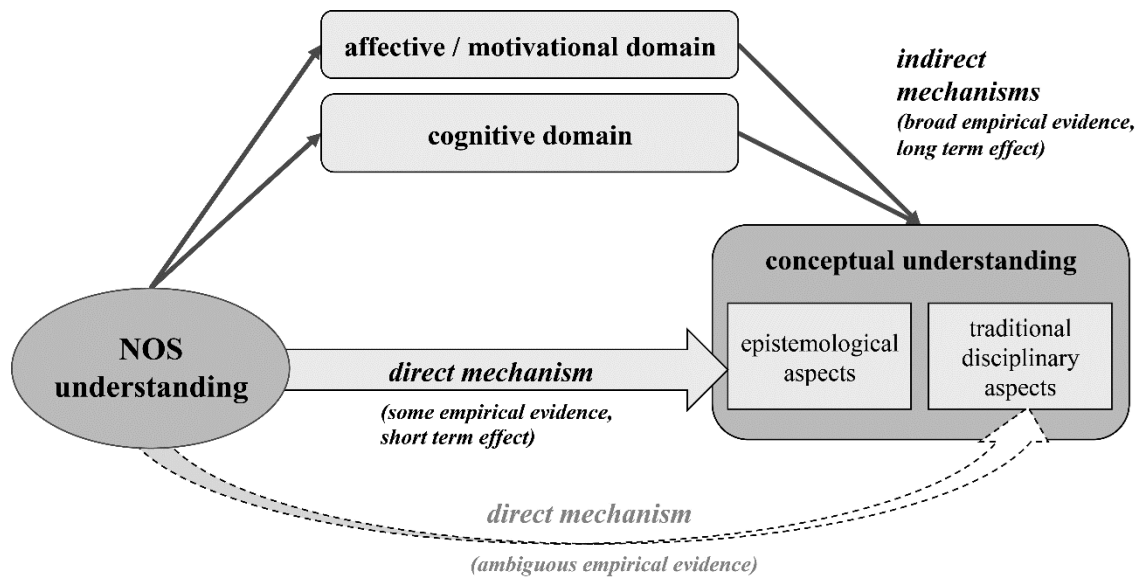 affective / motivational domain
cognitive domain
indirect
mechanisms
(broad empirical evidence,
long term effect)
conceptual understanding
epistemological
aspects
traditional
disciplinary
aspects
NOS
understanding
direct mechanism
(some empirical evidence,
short term effect)
direct mechanism
(ambiguous empirical evidence)